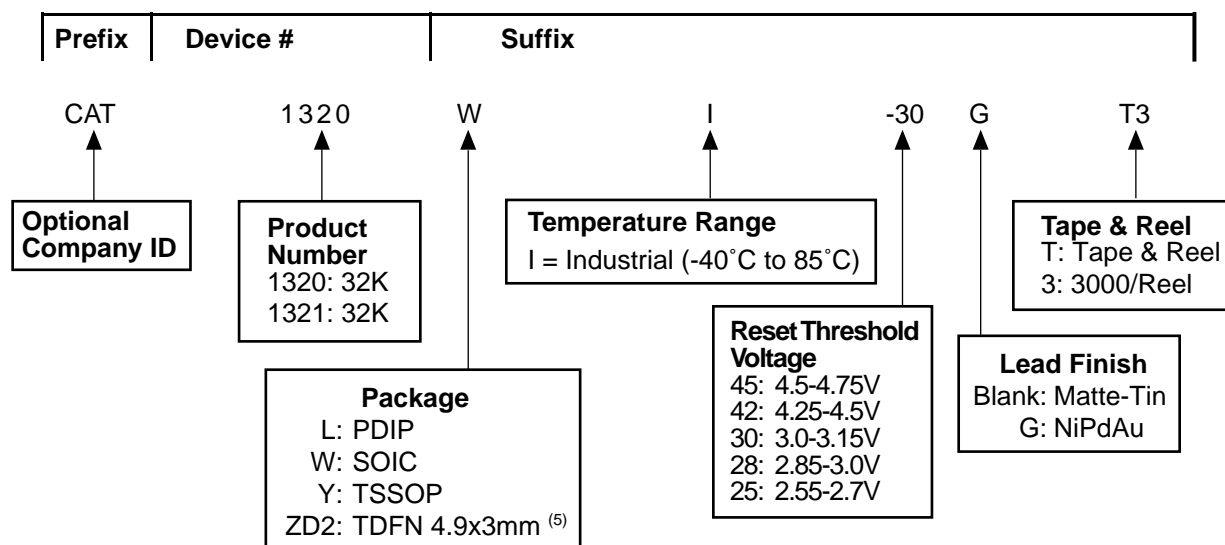 Prefix Device # Suffix
CAT 1320 W I -30 G T3
Optional
Company ID
Product
Number
1320: 32K
1321: 32K
Temperature Range
I = Industrial (-40˚C to 85˚C)
Tape & Reel
T: Tape & Reel
3: 3000/Reel
Package
L: PDIP
W: SOIC
Y: TSSOP
ZD2: TDFN 4.9x3mm (5)
Reset Threshold
Voltage
45: 4.5-4.75V
42: 4.25-4.5V
30: 3.0-3.15V
28: 2.85-3.0V
25: 2.55-2.7V
Lead Finish
Blank: Matte-Tin
G: NiPdAu